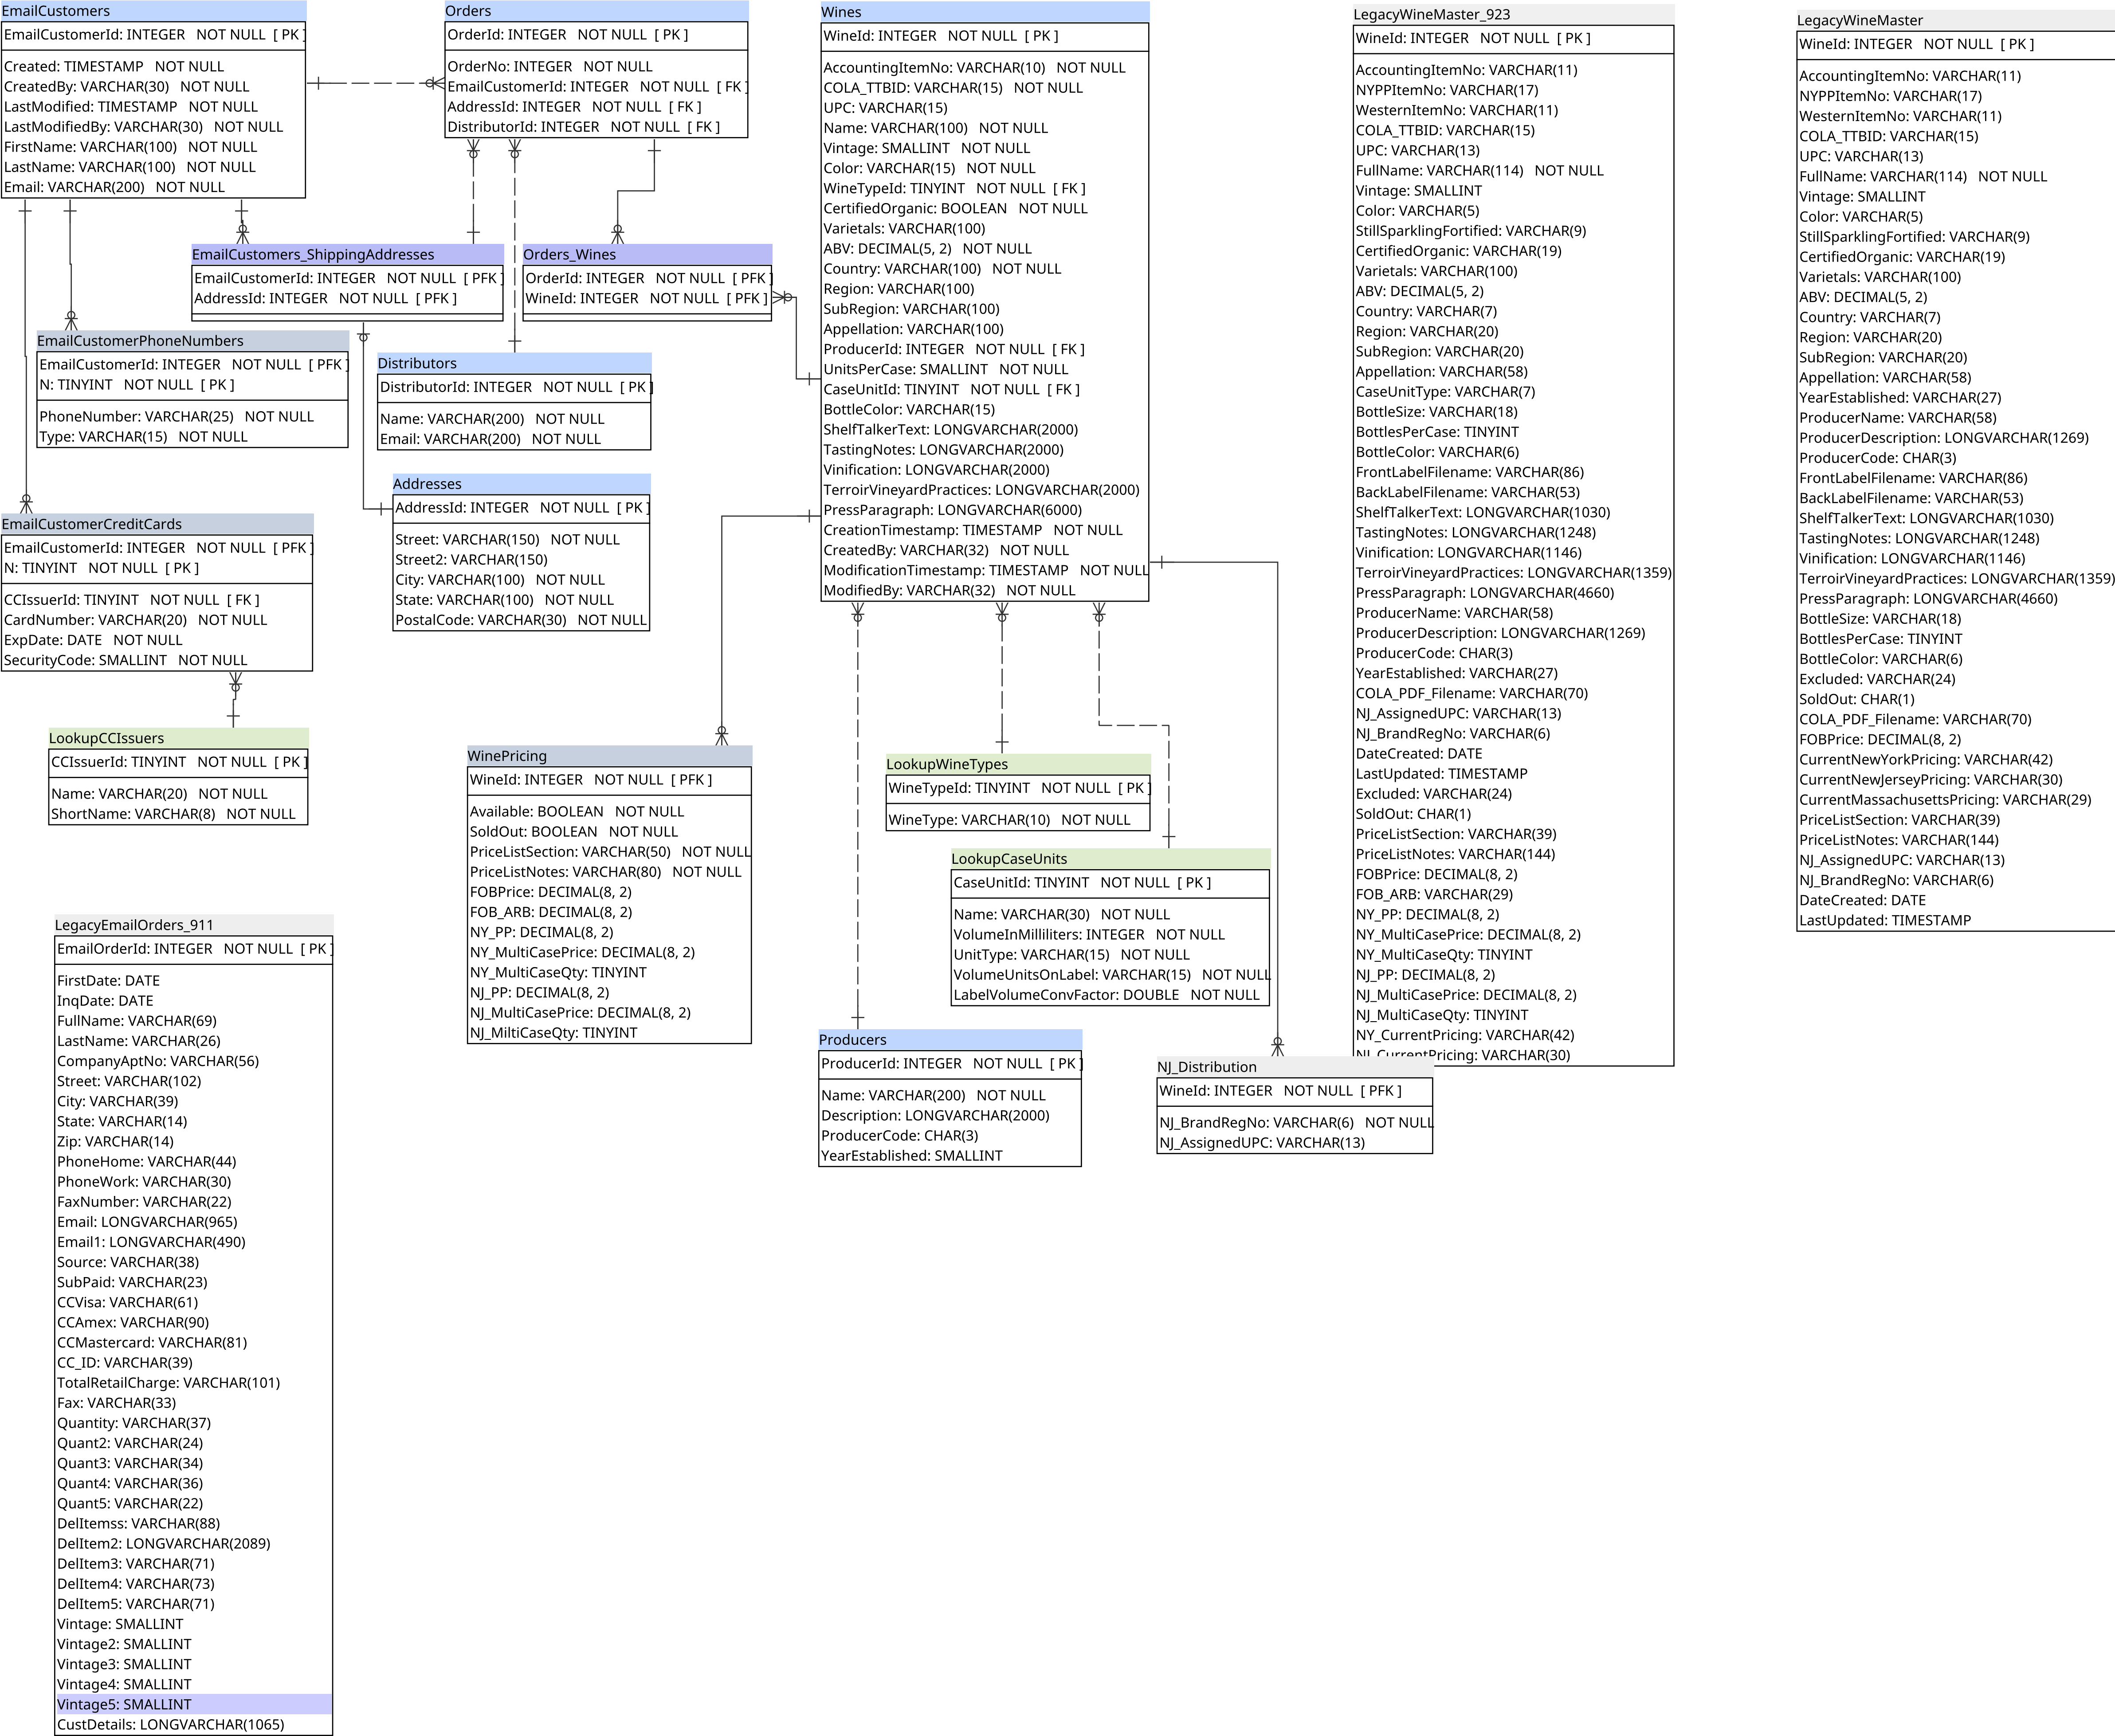 EmailCustomers
EmailCustomerId: INTEGER NOT NULL [ PK ]
Created: TIMESTAMP NOT NULL
CreatedBy: VARCHAR(30) NOT NULL
LastModified: TIMESTAMP NOT NULL
LastModifiedBy: VARCHAR(30) NOT NULL
FirstName: VARCHAR(100) NOT NULL
LastName: VARCHAR(100) NOT NULL
Email: VARCHAR(200) NOT NULL
Orders
OrderId: INTEGER NOT NULL [ PK ]
OrderNo: INTEGER NOT NULL
EmailCustomerId: INTEGER NOT NULL [ FK ]
AddressId: INTEGER NOT NULL [ FK ]
DistributorId: INTEGER NOT NULL [ FK ]
EmailCustomers_ShippingAddresses
EmailCustomerId: INTEGER NOT NULL [ PFK ]
AddressId: INTEGER NOT NULL [ PFK ]
Orders_Wines
OrderId: INTEGER NOT NULL [ PFK ]
WineId: INTEGER NOT NULL [ PFK ]
EmailCustomerPhoneNumbers
EmailCustomerId: INTEGER NOT NULL [ PFK ]
N: TINYINT NOT NULL [ PK ]
PhoneNumber: VARCHAR(25) NOT NULL
Type: VARCHAR(15) NOT NULL
Distributors
DistributorId: INTEGER NOT NULL [ PK ]
Name: VARCHAR(200) NOT NULL
Email: VARCHAR(200) NOT NULL
Addresses
AddressId: INTEGER NOT NULL [ PK ]
Street: VARCHAR(150) NOT NULL
Street2: VARCHAR(150)
City: VARCHAR(100) NOT NULL
State: VARCHAR(100) NOT NULL
PostalCode: VARCHAR(30) NOT NULL
EmailCustomerCreditCards
EmailCustomerId: INTEGER NOT NULL [ PFK ]
N: TINYINT NOT NULL [ PK ]
CCIssuerId: TINYINT NOT NULL [ FK ]
CardNumber: VARCHAR(20) NOT NULL
ExpDate: DATE NOT NULL
SecurityCode: SMALLINT NOT NULL
LookupCCIssuers
CCIssuerId: TINYINT NOT NULL [ PK ]
Name: VARCHAR(20) NOT NULL
ShortName: VARCHAR(8) NOT NULL
Wines
WineId: INTEGER NOT NULL [ PK ]
AccountingItemNo: VARCHAR(10) NOT NULL
COLA_TTBID: VARCHAR(15) NOT NULL
UPC: VARCHAR(15)
Name: VARCHAR(100) NOT NULL
Vintage: SMALLINT NOT NULL
Color: VARCHAR(15) NOT NULL
WineTypeId: TINYINT NOT NULL [ FK ]
CertifiedOrganic: BOOLEAN NOT NULL
Varietals: VARCHAR(100)
ABV: DECIMAL(5, 2) NOT NULL
Country: VARCHAR(100) NOT NULL
Region: VARCHAR(100)
SubRegion: VARCHAR(100)
Appellation: VARCHAR(100)
ProducerId: INTEGER NOT NULL [ FK ]
UnitsPerCase: SMALLINT NOT NULL
CaseUnitId: TINYINT NOT NULL [ FK ]
BottleColor: VARCHAR(15)
ShelfTalkerText: LONGVARCHAR(2000)
TastingNotes: LONGVARCHAR(2000)
Vinification: LONGVARCHAR(2000)
TerroirVineyardPractices: LONGVARCHAR(2000)
PressParagraph: LONGVARCHAR(6000)
CreationTimestamp: TIMESTAMP NOT NULL
CreatedBy: VARCHAR(32) NOT NULL
ModificationTimestamp: TIMESTAMP NOT NULL
ModifiedBy: VARCHAR(32) NOT NULL
WinePricing
WineId: INTEGER NOT NULL [ PFK ]
Available: BOOLEAN NOT NULL
SoldOut: BOOLEAN NOT NULL
PriceListSection: VARCHAR(50) NOT NULL
PriceListNotes: VARCHAR(80) NOT NULL
FOBPrice: DECIMAL(8, 2)
FOB_ARB: DECIMAL(8, 2)
NY_PP: DECIMAL(8, 2)
NY_MultiCasePrice: DECIMAL(8, 2)
NY_MultiCaseQty: TINYINT
NJ_PP: DECIMAL(8, 2)
NJ_MultiCasePrice: DECIMAL(8, 2)
NJ_MiltiCaseQty: TINYINT
LookupWineTypes
WineTypeId: TINYINT NOT NULL [ PK ]
WineType: VARCHAR(10) NOT NULL
LookupCaseUnits
CaseUnitId: TINYINT NOT NULL [ PK ]
Name: VARCHAR(30) NOT NULL
VolumeInMilliliters: INTEGER NOT NULL
UnitType: VARCHAR(15) NOT NULL
VolumeUnitsOnLabel: VARCHAR(15) NOT NULL
LabelVolumeConvFactor: DOUBLE NOT NULL
Producers
ProducerId: INTEGER NOT NULL [ PK ]
Name: VARCHAR(200) NOT NULL
Description: LONGVARCHAR(2000)
ProducerCode: CHAR(3)
YearEstablished: SMALLINT
LegacyWineMaster_923
WineId: INTEGER NOT NULL [ PK ]
AccountingItemNo: VARCHAR(11)
NYPPItemNo: VARCHAR(17)
WesternItemNo: VARCHAR(11)
COLA_TTBID: VARCHAR(15)
UPC: VARCHAR(13)
FullName: VARCHAR(114) NOT NULL
Vintage: SMALLINT
Color: VARCHAR(5)
StillSparklingFortified: VARCHAR(9)
CertifiedOrganic: VARCHAR(19)
Varietals: VARCHAR(100)
ABV: DECIMAL(5, 2)
Country: VARCHAR(7)
Region: VARCHAR(20)
SubRegion: VARCHAR(20)
Appellation: VARCHAR(58)
CaseUnitType: VARCHAR(7)
BottleSize: VARCHAR(18)
BottlesPerCase: TINYINT
BottleColor: VARCHAR(6)
FrontLabelFilename: VARCHAR(86)
BackLabelFilename: VARCHAR(53)
ShelfTalkerText: LONGVARCHAR(1030)
TastingNotes: LONGVARCHAR(1248)
Vinification: LONGVARCHAR(1146)
TerroirVineyardPractices: LONGVARCHAR(1359)
PressParagraph: LONGVARCHAR(4660)
ProducerName: VARCHAR(58)
ProducerDescription: LONGVARCHAR(1269)
ProducerCode: CHAR(3)
YearEstablished: VARCHAR(27)
COLA_PDF_Filename: VARCHAR(70)
NJ_AssignedUPC: VARCHAR(13)
NJ_BrandRegNo: VARCHAR(6)
DateCreated: DATE
LastUpdated: TIMESTAMP
Excluded: VARCHAR(24)
SoldOut: CHAR(1)
PriceListSection: VARCHAR(39)
PriceListNotes: VARCHAR(144)
FOBPrice: DECIMAL(8, 2)
FOB_ARB: VARCHAR(29)
NY_PP: DECIMAL(8, 2)
NY_MultiCasePrice: DECIMAL(8, 2)
NY_MultiCaseQty: TINYINT
NJ_PP: DECIMAL(8, 2)
NJ_MultiCasePrice: DECIMAL(8, 2)
NJ_MultiCaseQty: TINYINT
NY_CurrentPricing: VARCHAR(42)
NJ_CurrentPricing: VARCHAR(30)
NJ_Distribution
WineId: INTEGER NOT NULL [ PFK ]
NJ_BrandRegNo: VARCHAR(6) NOT NULL
NJ_AssignedUPC: VARCHAR(13)
LegacyWineMaster
WineId: INTEGER NOT NULL [ PK ]
AccountingItemNo: VARCHAR(11)
NYPPItemNo: VARCHAR(17)
WesternItemNo: VARCHAR(11)
COLA_TTBID: VARCHAR(15)
UPC: VARCHAR(13)
FullName: VARCHAR(114) NOT NULL
Vintage: SMALLINT
Color: VARCHAR(5)
StillSparklingFortified: VARCHAR(9)
CertifiedOrganic: VARCHAR(19)
Varietals: VARCHAR(100)
ABV: DECIMAL(5, 2)
Country: VARCHAR(7)
Region: VARCHAR(20)
SubRegion: VARCHAR(20)
Appellation: VARCHAR(58)
YearEstablished: VARCHAR(27)
ProducerName: VARCHAR(58)
ProducerDescription: LONGVARCHAR(1269)
ProducerCode: CHAR(3)
FrontLabelFilename: VARCHAR(86)
BackLabelFilename: VARCHAR(53)
ShelfTalkerText: LONGVARCHAR(1030)
TastingNotes: LONGVARCHAR(1248)
Vinification: LONGVARCHAR(1146)
TerroirVineyardPractices: LONGVARCHAR(1359)
PressParagraph: LONGVARCHAR(4660)
BottleSize: VARCHAR(18)
BottlesPerCase: TINYINT
BottleColor: VARCHAR(6)
Excluded: VARCHAR(24)
SoldOut: CHAR(1)
COLA_PDF_Filename: VARCHAR(70)
FOBPrice: DECIMAL(8, 2)
CurrentNewYorkPricing: VARCHAR(42)
CurrentNewJerseyPricing: VARCHAR(30)
CurrentMassachusettsPricing: VARCHAR(29)
PriceListSection: VARCHAR(39)
PriceListNotes: VARCHAR(144)
NJ_AssignedUPC: VARCHAR(13)
NJ_BrandRegNo: VARCHAR(6)
DateCreated: DATE
LastUpdated: TIMESTAMP
LegacyEmailOrders_911
EmailOrderId: INTEGER NOT NULL [ PK ]
FirstDate: DATE
InqDate: DATE
FullName: VARCHAR(69)
LastName: VARCHAR(26)
CompanyAptNo: VARCHAR(56)
Street: VARCHAR(102)
City: VARCHAR(39)
State: VARCHAR(14)
Zip: VARCHAR(14)
PhoneHome: VARCHAR(44)
PhoneWork: VARCHAR(30)
FaxNumber: VARCHAR(22)
Email: LONGVARCHAR(965)
Email1: LONGVARCHAR(490)
Source: VARCHAR(38)
SubPaid: VARCHAR(23)
CCVisa: VARCHAR(61)
CCAmex: VARCHAR(90)
CCMastercard: VARCHAR(81)
CC_ID: VARCHAR(39)
TotalRetailCharge: VARCHAR(101)
Fax: VARCHAR(33)
Quantity: VARCHAR(37)
Quant2: VARCHAR(24)
Quant3: VARCHAR(34)
Quant4: VARCHAR(36)
Quant5: VARCHAR(22)
DelItemss: VARCHAR(88)
DelItem2: LONGVARCHAR(2089)
DelItem3: VARCHAR(71)
DelItem4: VARCHAR(73)
DelItem5: VARCHAR(71)
Vintage: SMALLINT
Vintage2: SMALLINT
Vintage3: SMALLINT
Vintage4: SMALLINT
Vintage5: SMALLINT
CustDetails: LONGVARCHAR(1065)